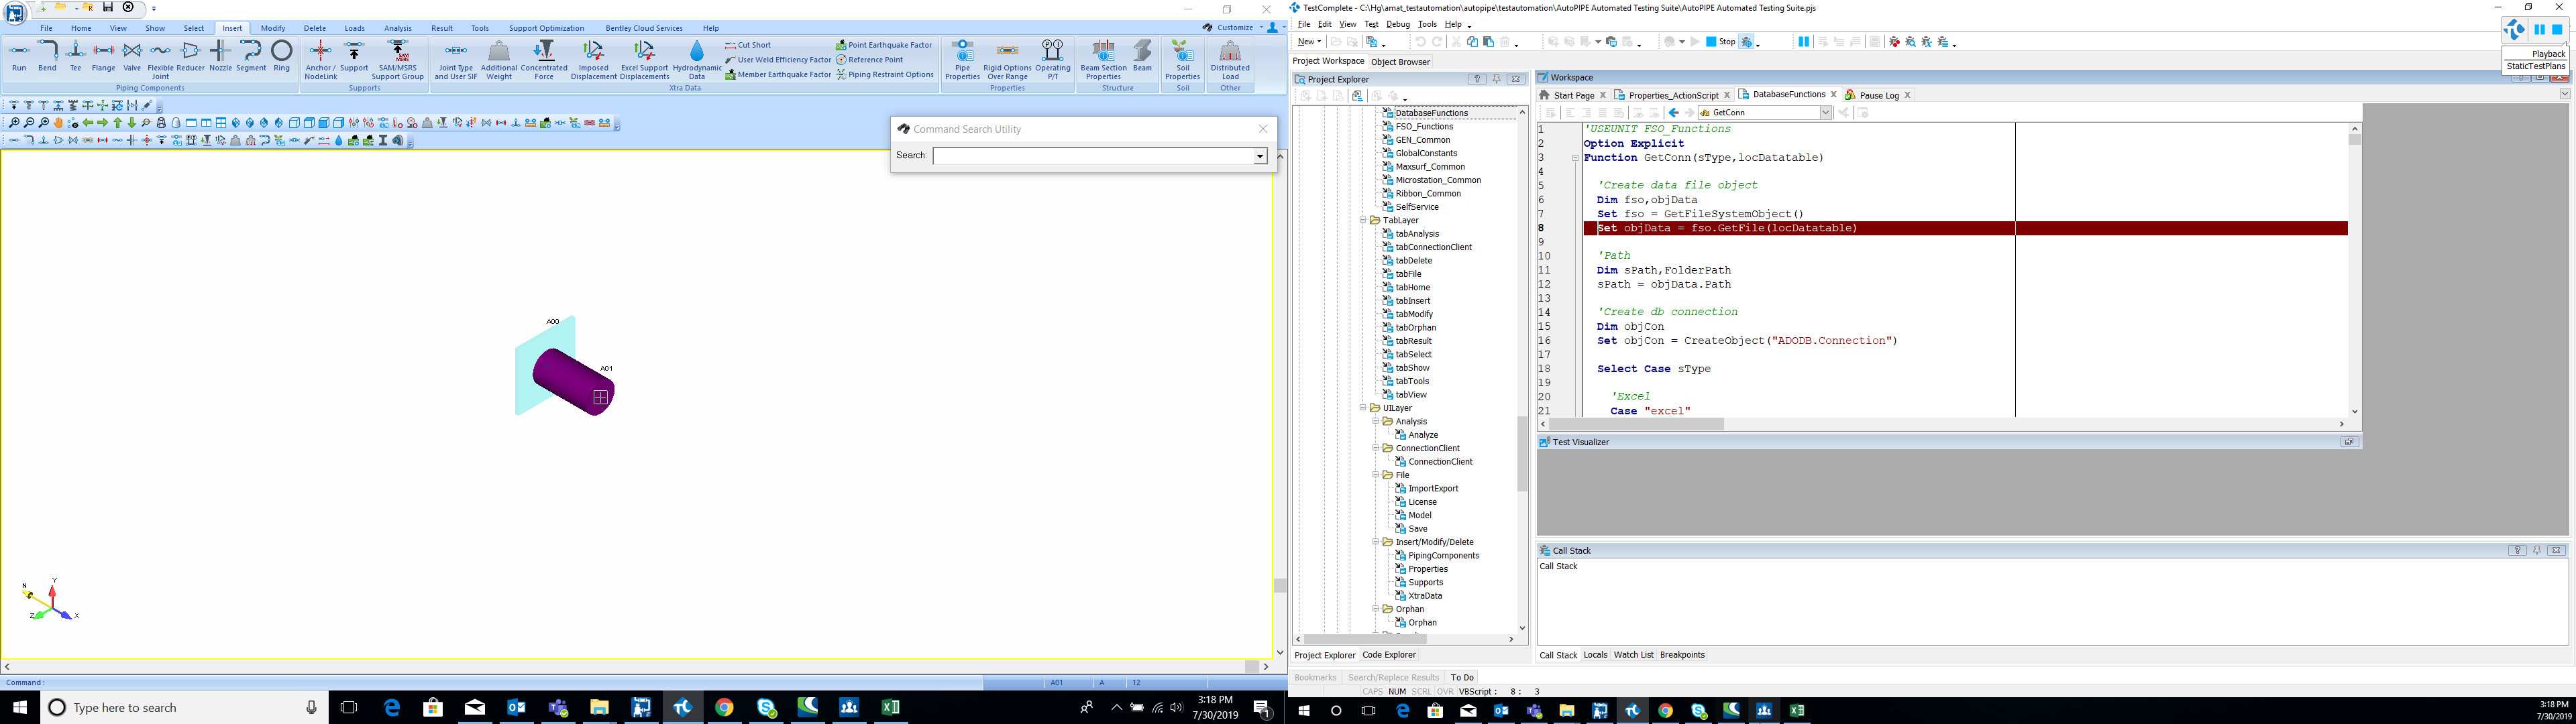 File Home View Show Select Insert Modify Delete Loads Analysis Result Tools Support Optimization Bentley Cloud Services Help Customize
Run Bend Tee Flange Valve Flexible Joint Reducer Nozzle Segment Ring
Piping Components
Anchor / NodeLink Support SAM/MSRS Support Group
Supports
Joint Type and User SIF Additional Weight Concentrated Force Imposed Displacement Excel Support Displacements Hydrodynamic Data
Cut Short
User Weld Efficiency Factor
Member Earthquake Factor
Point Earthquake Factor
Reference Point
Piping Restraint Options
Xtra Data
Pipe Properties Rigid Options Over Range Operating P/T
Properties
Beam Section Properties Beam
Structure
Soil Properties
Soil
Distributed Load
Other
Command Search Utility
Search:
A00
A01
N Y Z X
Command :
A01 A 12
Type here to search
3:18 PM
7/30/2019
1
TestComplete - C:\Hg\amat_testautomation\autopipe\testautomation\AutoPIPE Automated Testing Suite\AutoPIPE Automated Testing Suite.pjs
File Edit View Test Debug Tools Help
New Stop
Playback
StaticTestPlans
Project Workspace Object Browser
Project Explorer
DatabaseFunctions
FSO_Functions
GEN_Common
GlobalConstants
Maxsurf_Common
Microstation_Common
Ribbon_Common
SelfService
TabLayer
tabAnalysis
tabConnectionClient
tabDelete
tabFile
tabHome
tabInsert
tabModify
tabOrphan
tabResult
tabSelect
tabShow
tabTools
tabView
UILayer
Analysis
Analyze
ConnectionClient
ConnectionClient
File
ImportExport
License
Model
Save
Insert/Modify/Delete
PipingComponents
Properties
Supports
XtraData
Orphan
Orphan
Project Explorer Code Explorer
Workspace
Start Page Properties_ActionScript DatabaseFunctions Pause Log
GetConn
1 'USEUNIT FSO_Functions
2 Option Explicit
3 Function GetConn(sType,locDatatable)
4
5 'Create data file object
6 Dim fso,objData
7 Set fso = GetFileSystemObject()
8 Set objData = fso.GetFile(locDatatable)
9
10 'Path
11 Dim sPath,FolderPath
12 sPath = objData.Path
13
14 'Create db connection
15 Dim objCon
16 Set objCon = CreateObject("ADODB.Connection")
17
18 Select Case sType
19
20 'Excel
21 Case "excel"
Test Visualizer
Call Stack
Call Stack
Call Stack Locals Watch List Breakpoints
Bookmarks Search/Replace Results To Do
CAPS NUM SCRL OVR VBScript : 8 : 3
3:18 PM
7/30/2019